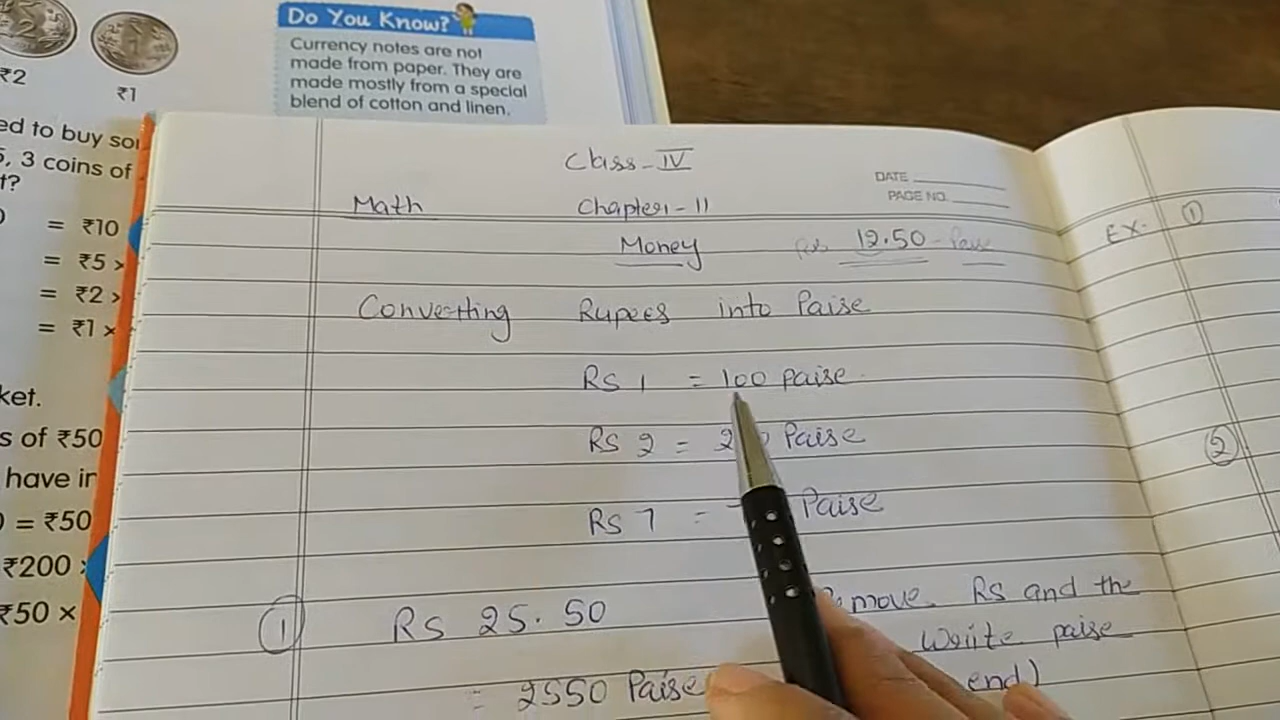 ₹2
₹1
Do You Know?
Currency notes are not
made from paper. They are
made mostly from a special
blend of cotton and linen.
ed to buy
3 coins of
t?
= ₹10
= ₹5 ×
= ₹2 ×
= ₹1 ×
ket.
s of ₹50
have in
= ₹50
₹200
₹50 ×
Class-IV
DATE
PAGE NO.
Math Chapter-11
Money 12.50 - Paise
Converting Rupees into Paise
RS 1 = 100 paise
RS 2 = Paise
RS 7 = Paise
① RS 25.50 RS and the
Write paise
= 2550 Paise end)
EX. ①
②